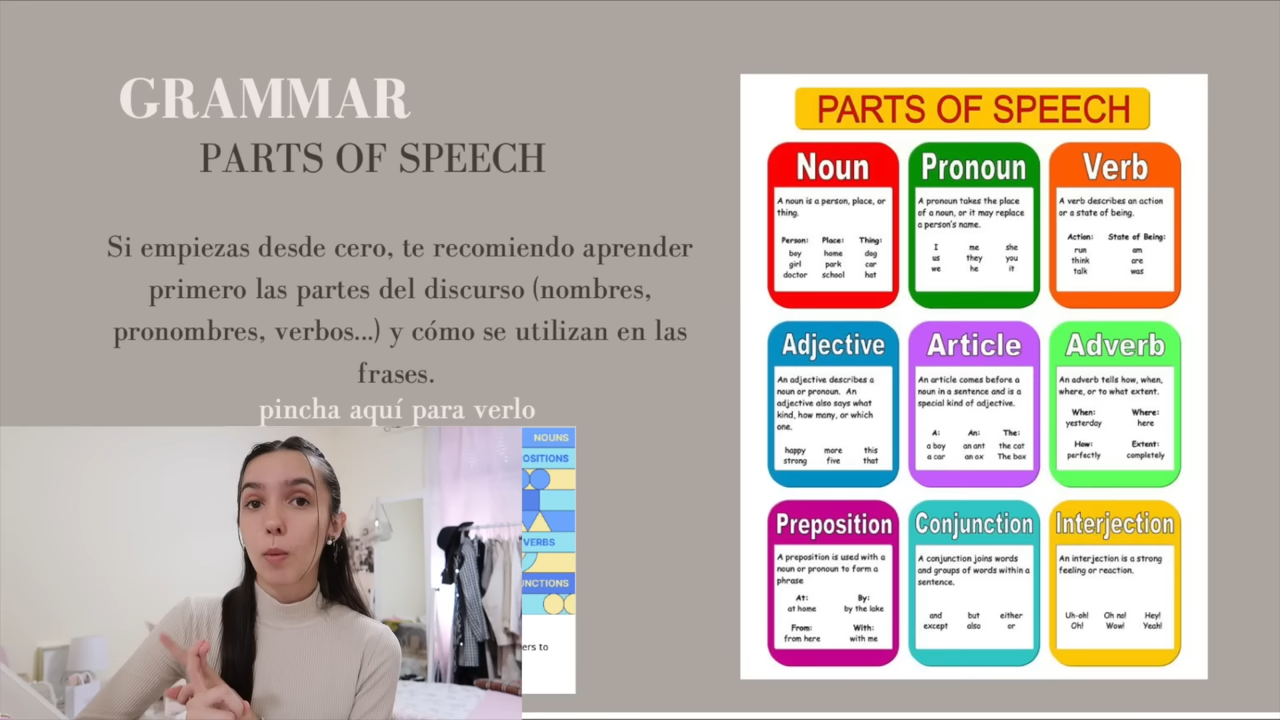 GRAMMAR
PARTS OF SPEECH
Si empiezas desde cero, te recomiendo aprender
primero las partes del discurso (nombres,
pronombres, verbos...) y cómo se utilizan en las
frases.
pincha aquí para verlo
NOUNS
OSITIONS
VERBS
UNCTIONS
ers to
PARTS OF SPEECH
Noun
A noun is a person, place, or
thing.
Person: Place: Thing:
boy home dog
girl park car
doctor school hat
Pronoun
A pronoun takes the place
of a noun, or it may replace
a person's name.
I me she
us they you
we he it
Verb
A verb describes an action
or a state of being.
Action: State of Being:
run am
think are
talk was
Adjective
An adjective describes a
noun or pronoun. An
adjective also says what
kind, how many, or which
one.
happy more this
strong five that
Article
An article comes before a
noun in a sentence and is a
special kind of adjective.
A: An: The:
a boy an ant the cat
a car an ox The box
Adverb
An adverb tells how, when,
where, or to what extent.
When: Where:
yesterday here
How: Extent:
perfectly completely
Preposition
A preposition is used with a
noun or pronoun to form a
phrase
At: By:
at home by the lake
From: With:
from here with me
Conjunction
A conjunction joins words
and groups of words within a
sentence.
and but either
except also or
Interjection
An interjection is a strong
feeling or reaction.
Uh-oh! Oh no! Hey!
Oh! Wow! Yeah!